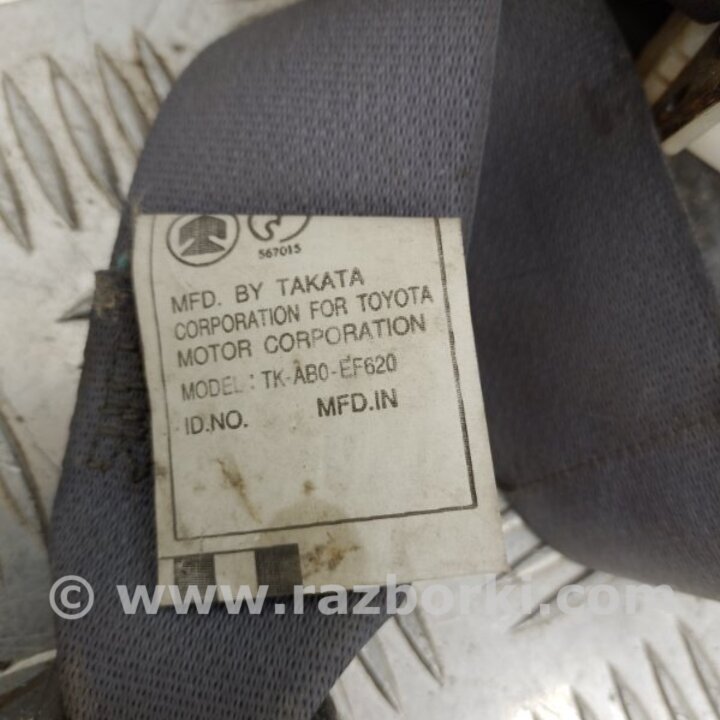 567015
MFD. BY TAKATA
CORPORATION FOR TOYOTA
MOTOR CORPORATION
MODEL: TK-AB0-EF620
ID.NO. MFD.IN
© www.razborki.com